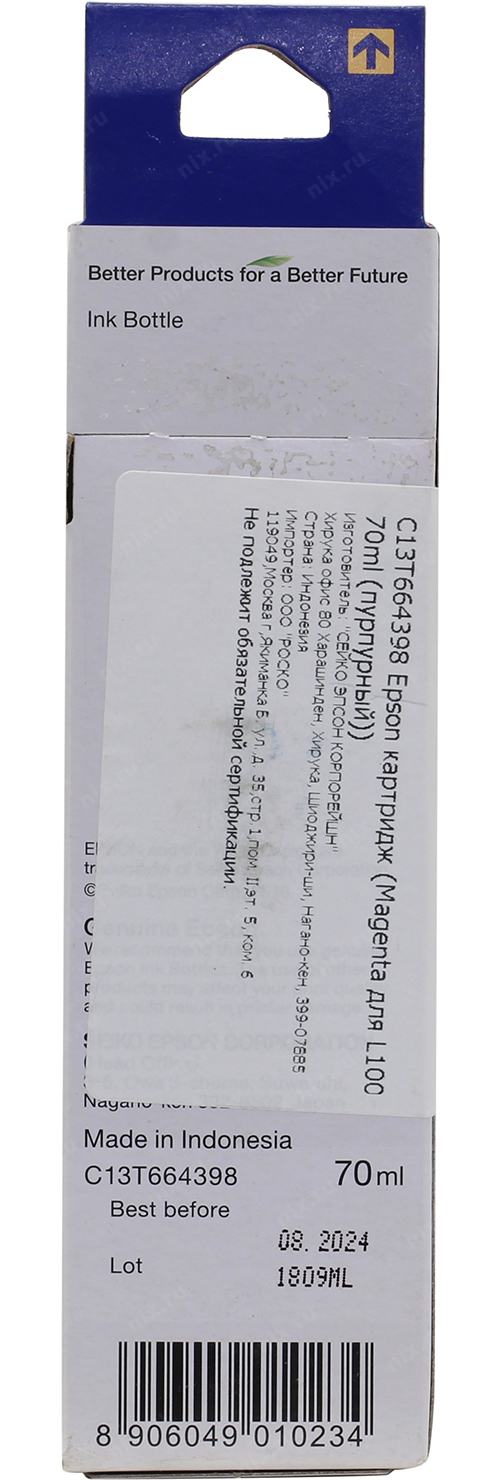 Better Products for a Better Future
Ink Bottle
C13T664398 Epson картридж (Magenta для L100
70ml (пурпурный))
Изготовитель: "СЕЙКО ЭПСОН КОРПОРЕЙШН"
Хирука офис 80 Харашинден, Хирука, Шиоджири-ши, Нагано-кен, 399-07885
Страна: Индонезия
Импортер: ООО "РОСКО"
119049,Москва г,Якиманка Б. ул.,д. 35,стр.1,пом. II,эт. 5, ком. 6
Не подлежит обязательной сертификации.
Made in Indonesia
C13T664398 70 ml
Best before 08. 2024
Lot 1809ML
8 906049 010234